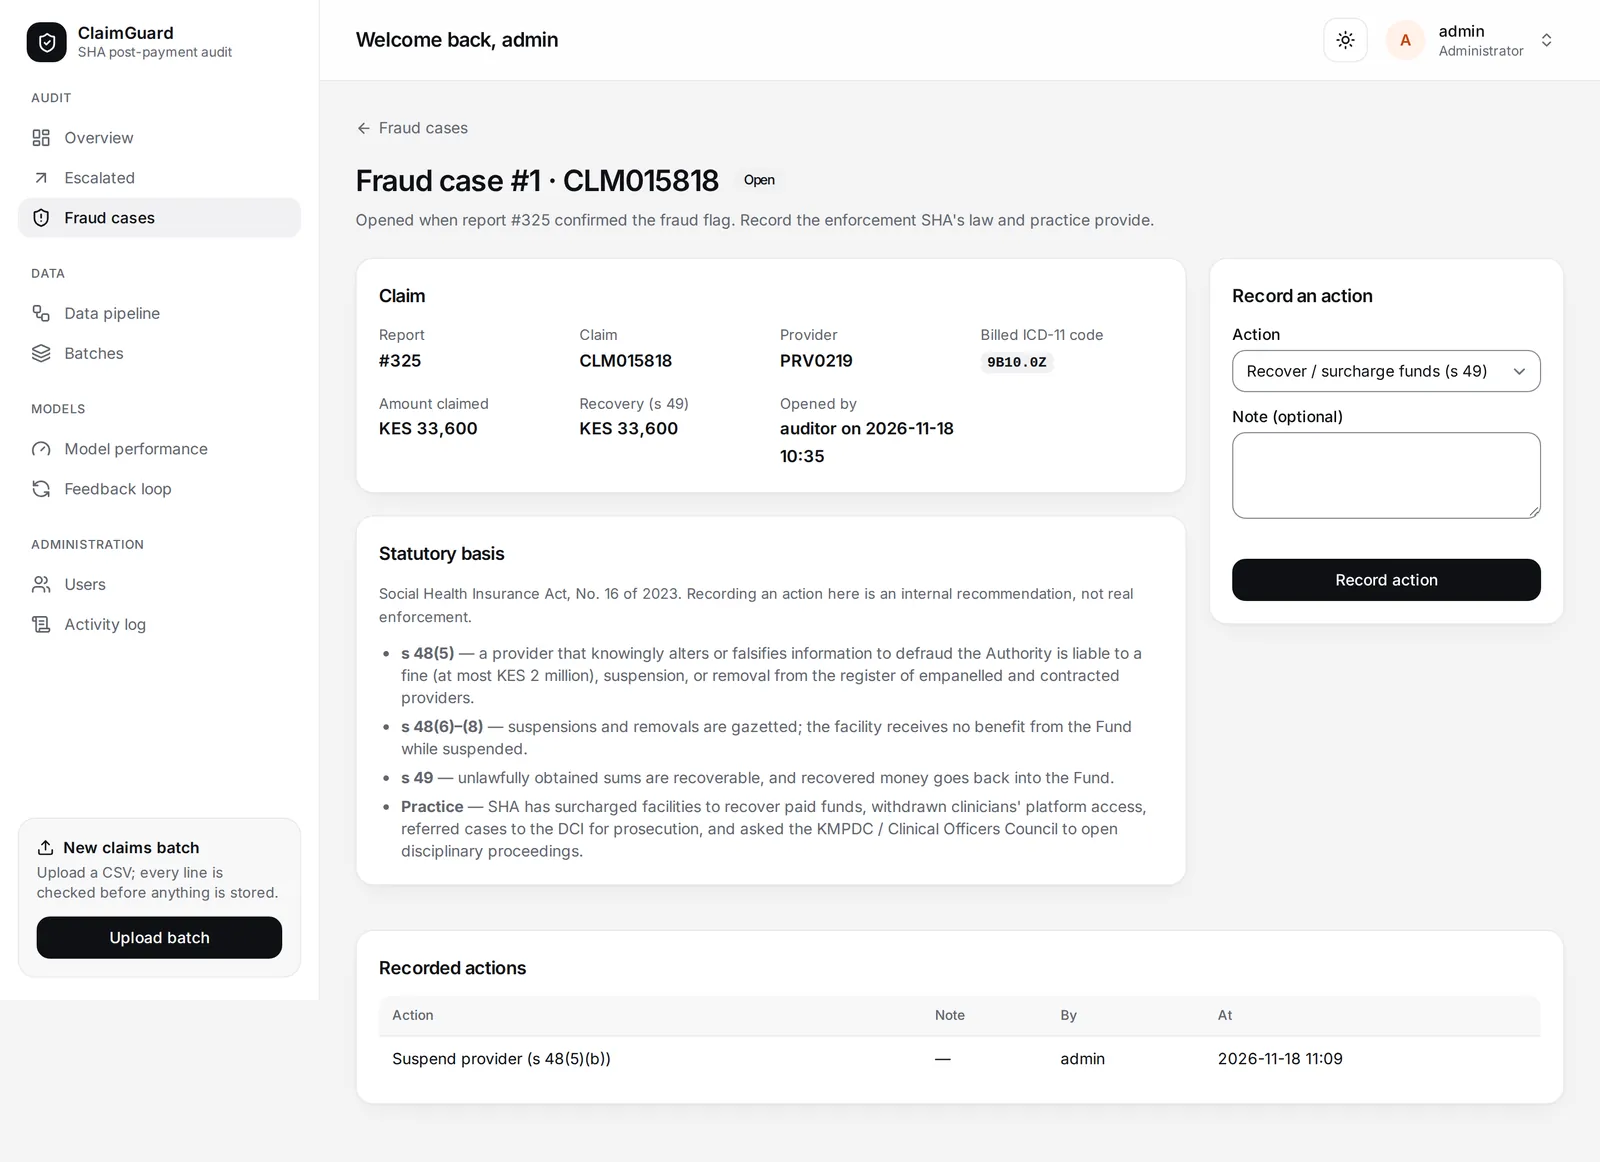 ClaimGuard
SHA post-payment audit
AUDIT
Overview
Escalated
Fraud cases
DATA
Data pipeline
Batches
MODELS
Model performance
Feedback loop
ADMINISTRATION
Users
Activity log
New claims batch
Upload a CSV; every line is
checked before anything is stored.
Upload batch
Welcome back, admin
A
admin
Administrator
← Fraud cases
Fraud case #1 · CLM015818
Open
Opened when report #325 confirmed the fraud flag. Record the enforcement SHA's law and practice provide.
Claim
Report
#325
Claim
CLM015818
Provider
PRV0219
Billed ICD-11 code
9B10.0Z
Amount claimed
KES 33,600
Recovery (s 49)
KES 33,600
Opened by
auditor on 2026-11-18
10:35
Statutory basis
Social Health Insurance Act, No. 16 of 2023. Recording an action here is an internal recommendation, not real
enforcement.
• s 48(5) — a provider that knowingly alters or falsifies information to defraud the Authority is liable to a
fine (at most KES 2 million), suspension, or removal from the register of empanelled and contracted
providers.
• s 48(6)–(8) — suspensions and removals are gazetted; the facility receives no benefit from the Fund
while suspended.
• s 49 — unlawfully obtained sums are recoverable, and recovered money goes back into the Fund.
• Practice — SHA has surcharged facilities to recover paid funds, withdrawn clinicians' platform access,
referred cases to the DCI for prosecution, and asked the KMPDC / Clinical Officers Council to open
disciplinary proceedings.
Record an action
Action
Recover / surcharge funds (s 49)
Note (optional)
Record action
Recorded actions
Action Note By At
Suspend provider (s 48(5)(b)) — admin 2026-11-18 11:09